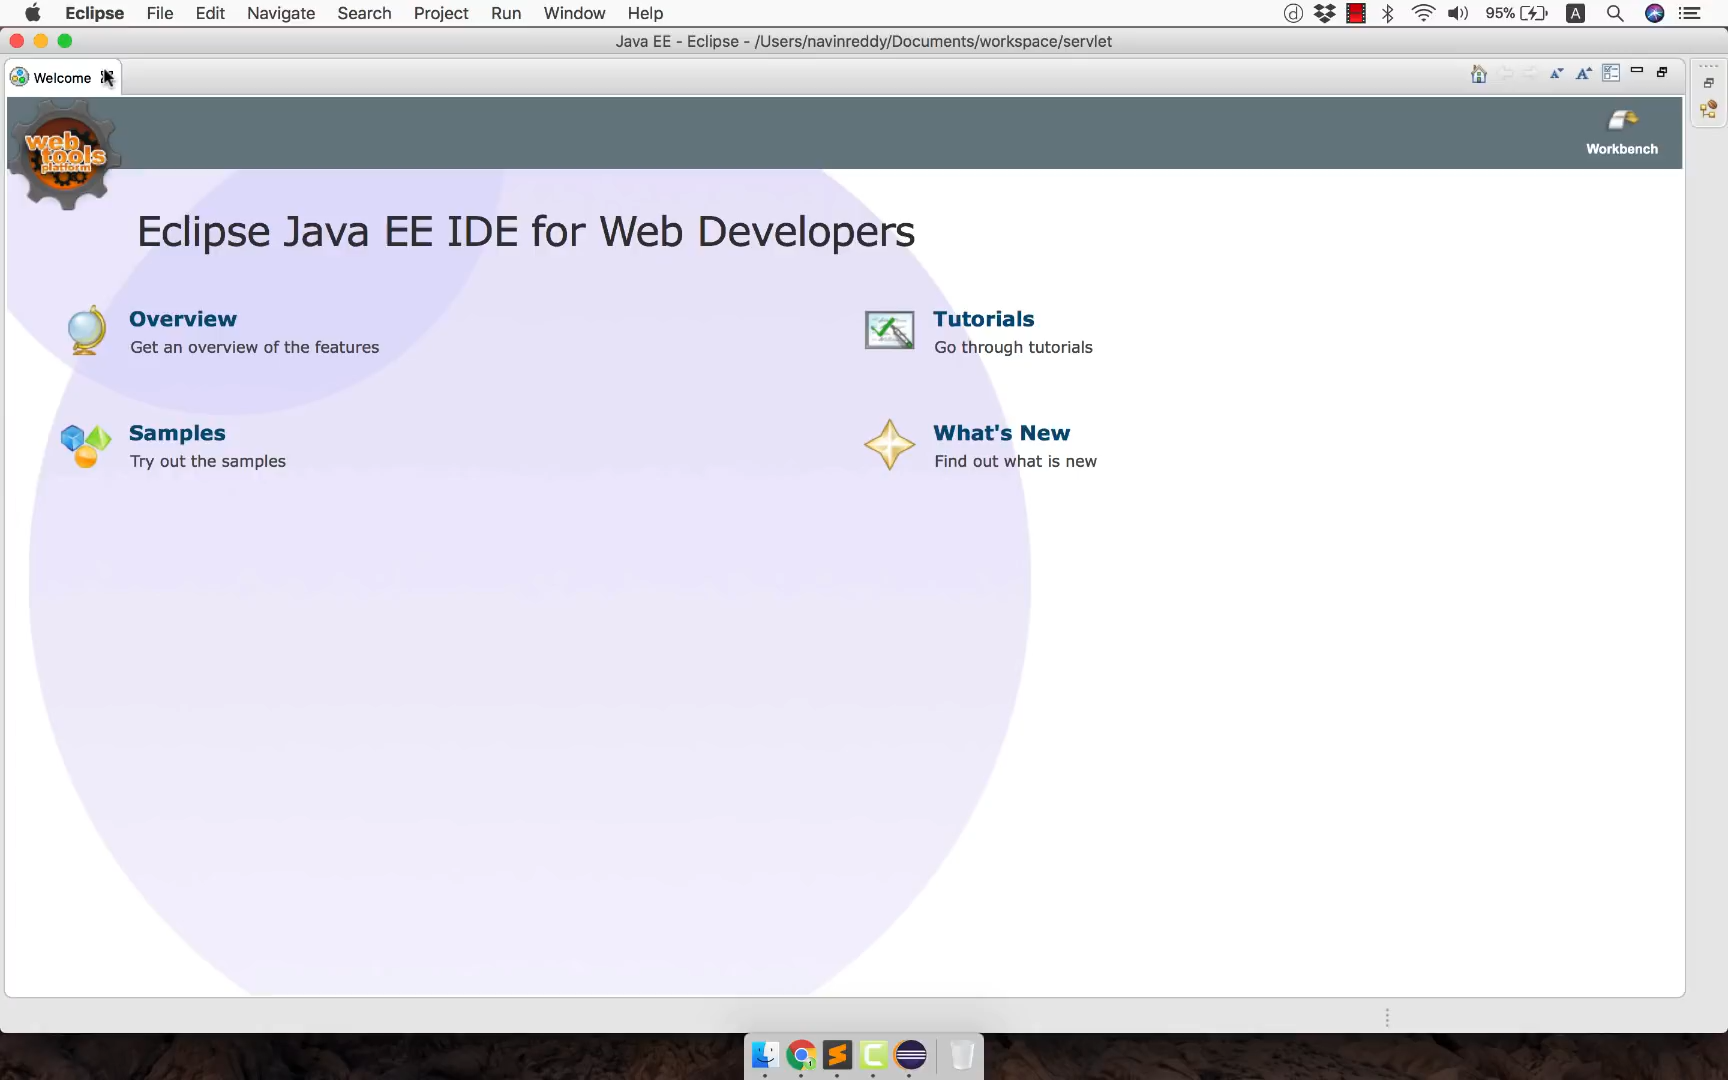 Eclipse File Edit Navigate Search Project Run Window Help 95% A
Java EE - Eclipse - /Users/navinreddy/Documents/workspace/servlet
Welcome
web
tools
platform
Workbench
Eclipse Java EE IDE for Web Developers
Overview
Get an overview of the features
Tutorials
Go through tutorials
Samples
Try out the samples
What's New
Find out what is new